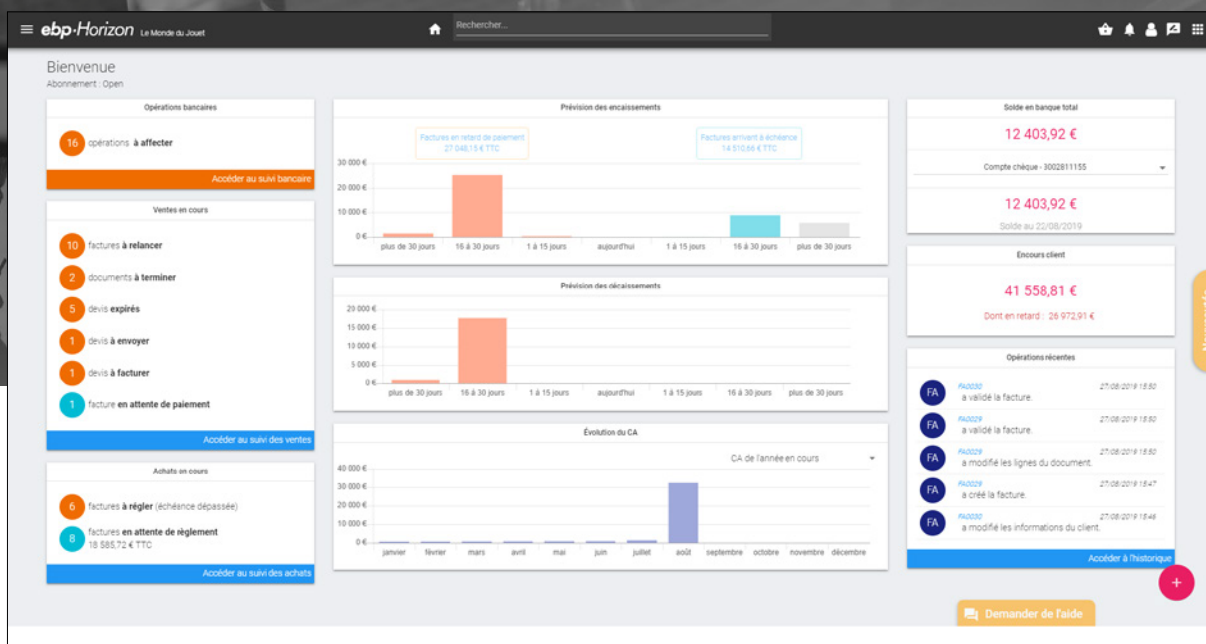 ebp·Horizon Le Monde du Jouet
Rechercher...
Bienvenue
Abonnement : Open
Opérations bancaires
16 opérations à affecter
Accéder au suivi bancaire
Ventes en cours
10 factures à relancer
2 documents à terminer
5 devis expirés
1 devis à envoyer
1 devis à facturer
1 facture en attente de paiement
Accéder au suivi des ventes
Achats en cours
6 factures à régler (échéance dépassée)
8 factures en attente de règlement
18 585,72 € TTC
Accéder au suivi des achats
Prévision des encaissements
Factures en retard de paiement
27 048,15 € TTC
Factures arrivant à échéance
14 510,66 € TTC
30 000 €
20 000 €
10 000 €
0 €
plus de 30 jours 16 à 30 jours 1 à 15 jours aujourd'hui 1 à 15 jours 16 à 30 jours plus de 30 jours
Prévision des décaissements
20 000 €
15 000 €
10 000 €
5 000 €
0 €
plus de 30 jours 16 à 30 jours 1 à 15 jours aujourd'hui 1 à 15 jours 16 à 30 jours plus de 30 jours
Évolution du CA
CA de l'année en cours
40 000 €
30 000 €
20 000 €
10 000 €
0 €
janvier février mars avril mai juin juillet août septembre octobre novembre décembre
Solde en banque total
12 403,92 €
Compte chèque - 3002811155
12 403,92 €
Solde au 22/08/2019
Encours client
41 558,81 €
Dont en retard : 26 972,91 €
Opérations récentes
FA FA0030 27/08/2019 15:50
a validé la facture.
FA FA0029 27/08/2019 15:50
a validé la facture.
FA FA0029 27/08/2019 15:50
a modifié les lignes du document.
FA FA0029 27/08/2019 15:47
a créé la facture.
FA FA0030 27/08/2019 15:46
a modifié les informations du client.
Accéder à l'historique
+
Demander de l'aide